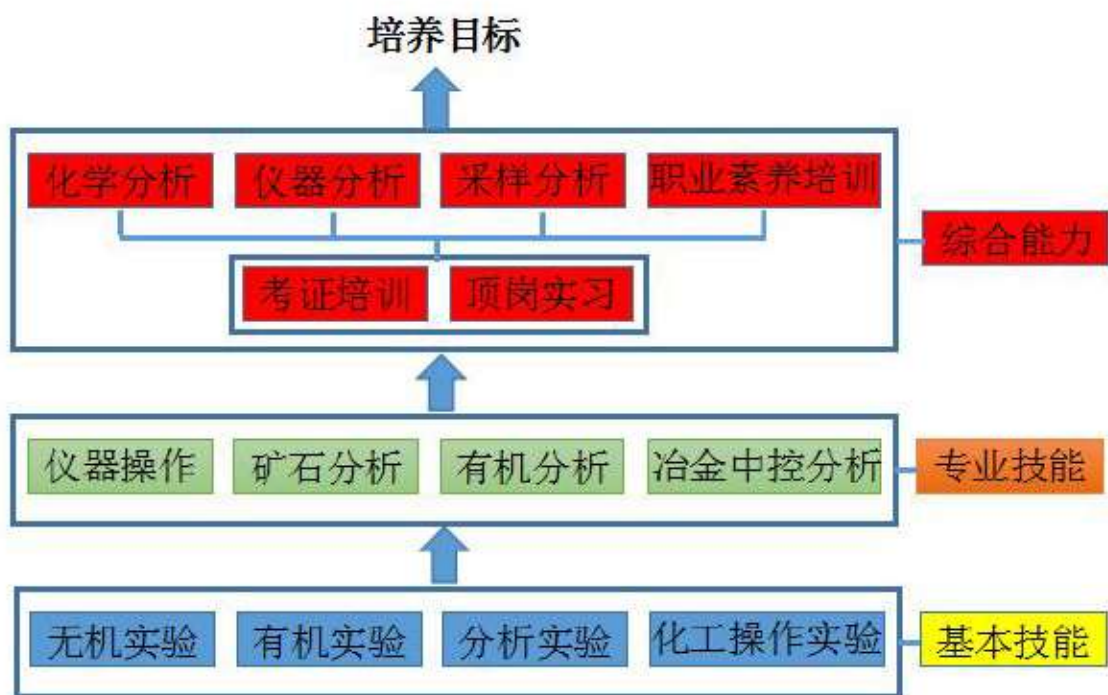 培养目标
化学分析 仪器分析 采样分析 职业素养培训
综合能力
考证培训 顶岗实习
仪器操作 矿石分析 有机分析 冶金中控分析 专业技能
无机实验 有机实验 分析实验 化工操作实验 基本技能